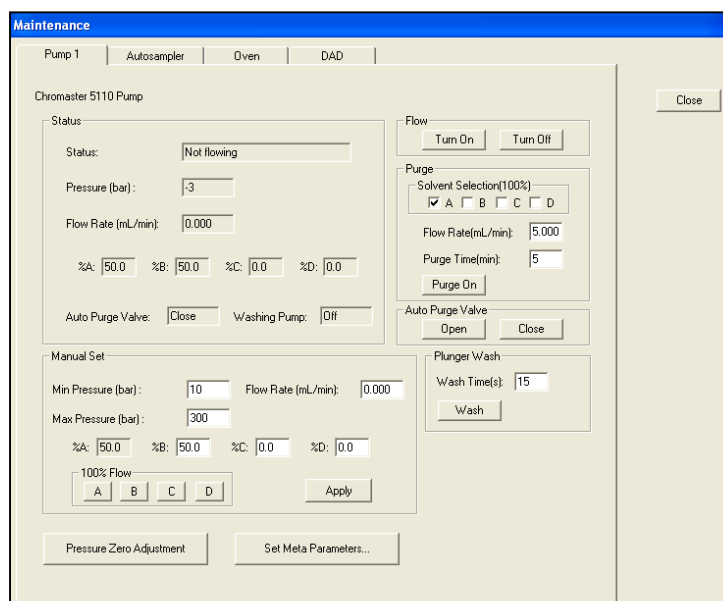 Maintenance
Pump 1 Autosampler Oven DAD
Close
Chromaster 5110 Pump
Status
Status: Not flowing
Pressure (bar) : -3
Flow Rate (mL/min): 0.000
%A: 50.0 %B: 50.0 %C: 0.0 %D: 0.0
Auto Purge Valve: Close Washing Pump: Off
Flow
Turn On Turn Off
Purge
Solvent Selection(100%)
A B C D
Flow Rate(mL/min): 5.000
Purge Time(min): 5
Purge On
Auto Purge Valve
Open Close
Manual Set
Min Pressure (bar) : 10 Flow Rate (mL/min): 0.000
Max Pressure (bar) : 300
%A: 50.0 %B: 50.0 %C: 0.0 %D: 0.0
100% Flow
A B C D
Apply
Plunger Wash
Wash Time(s): 15
Wash
Pressure Zero Adjustment Set Meta Parameters...